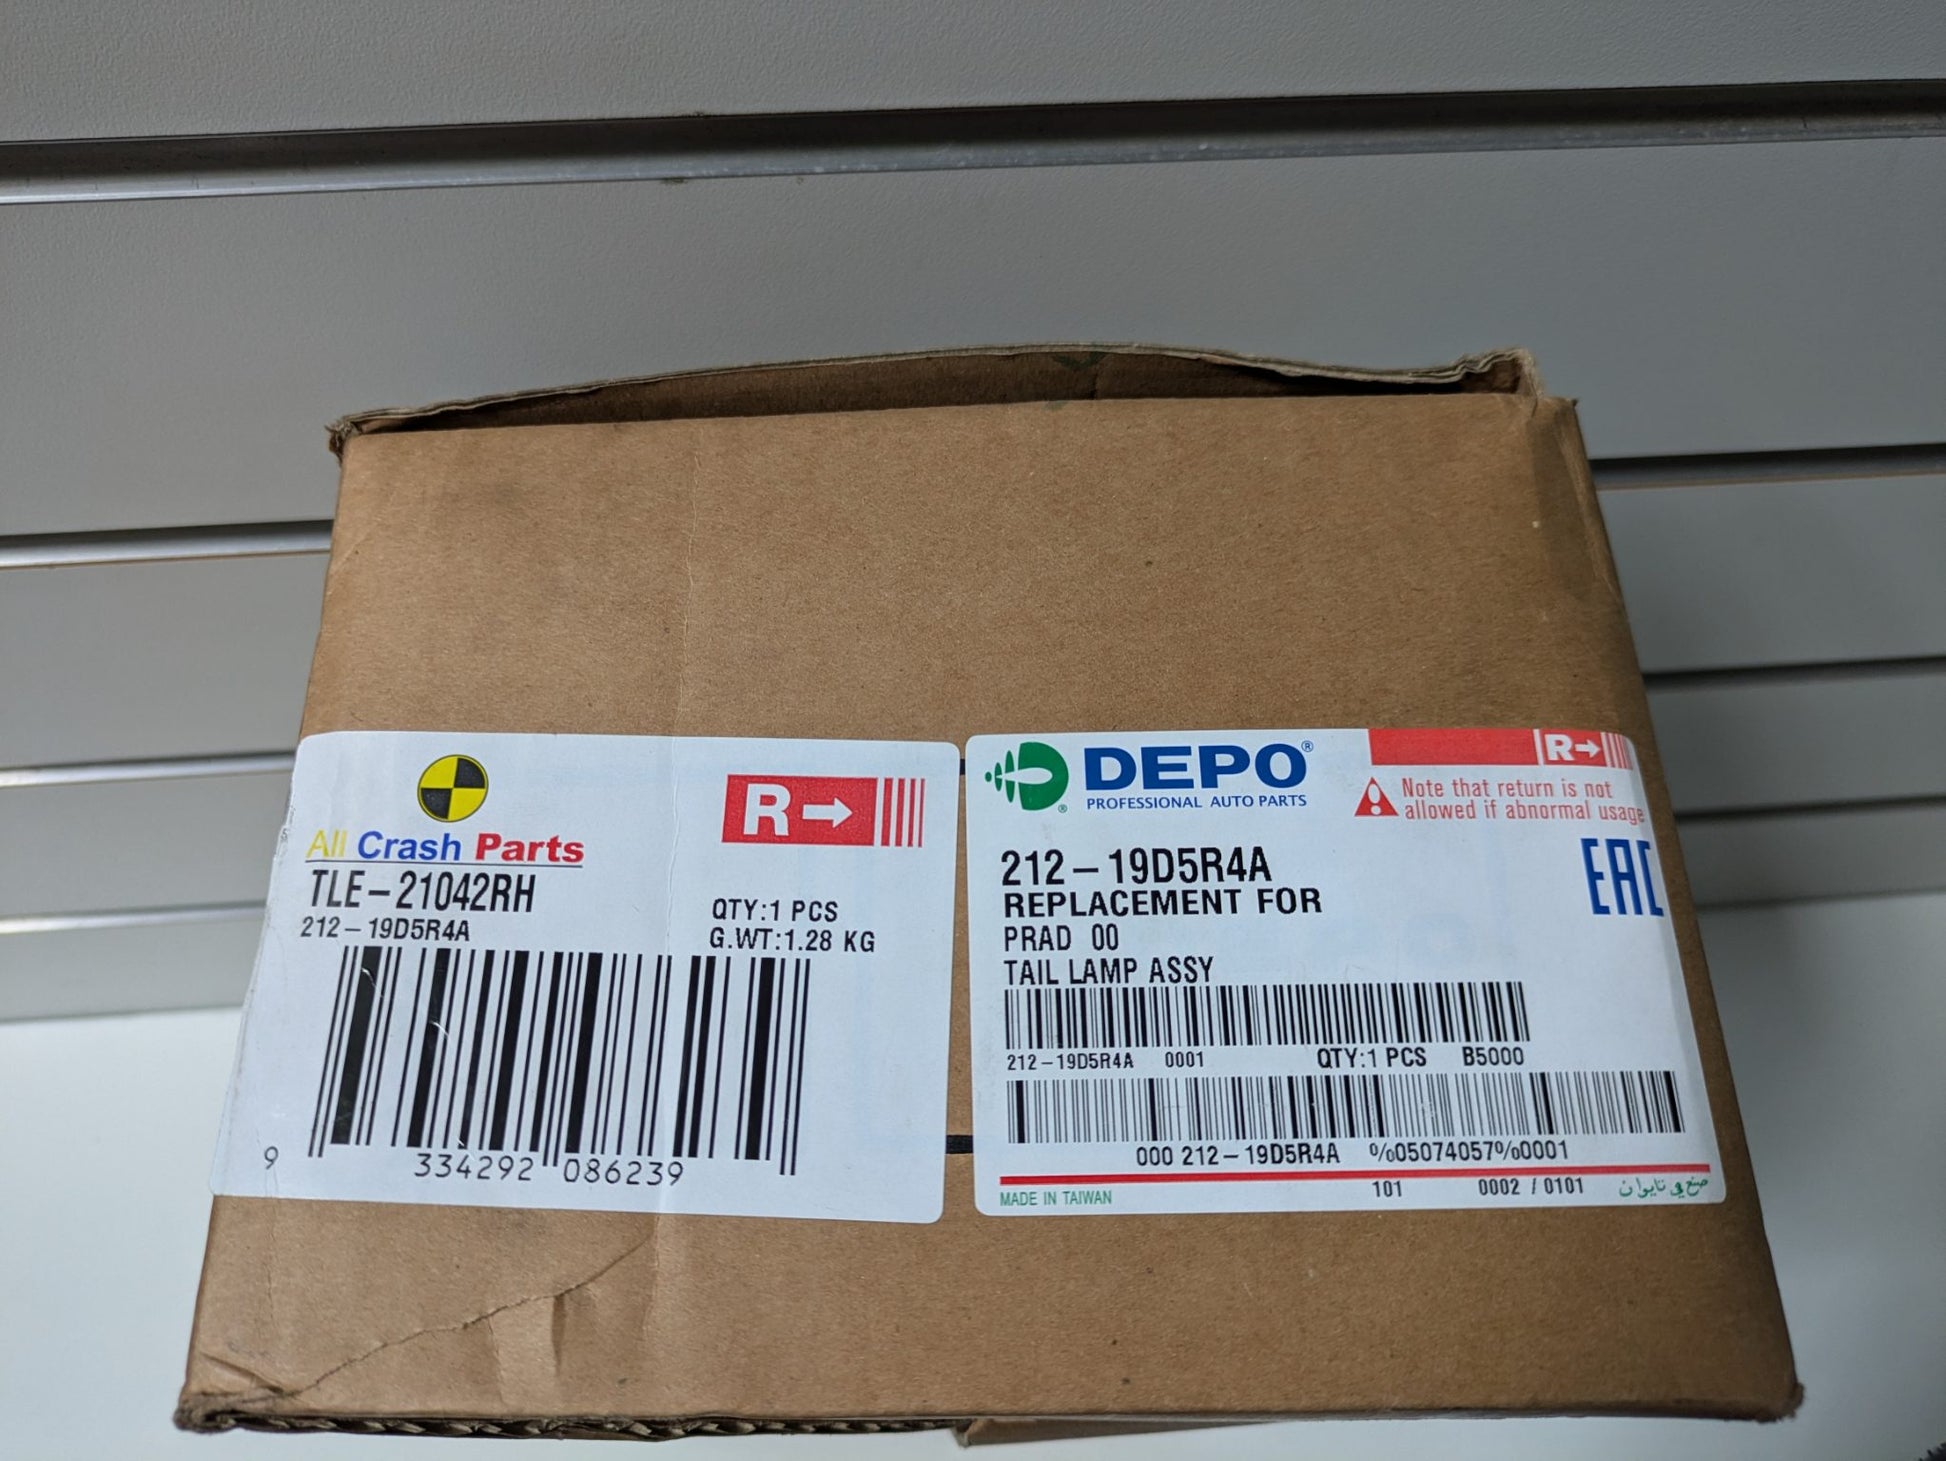 All Crash Parts
R
TLE-21042RH
212-19D5R4A
QTY:1 PCS
G.WT:1.28 KG
9 334292 086239
DEPO®
PROFESSIONAL AUTO PARTS
®
R
Note that return is not
allowed if abnormal usage
212-19D5R4A
REPLACEMENT FOR
PRAD 00
TAIL LAMP ASSY
EAC
212-19D5R4A 0001 QTY:1 PCS B5000
000 212-19D5R4A %05074057%0001
MADE IN TAIWAN 101 0002 / 0101 صنع في تايوان